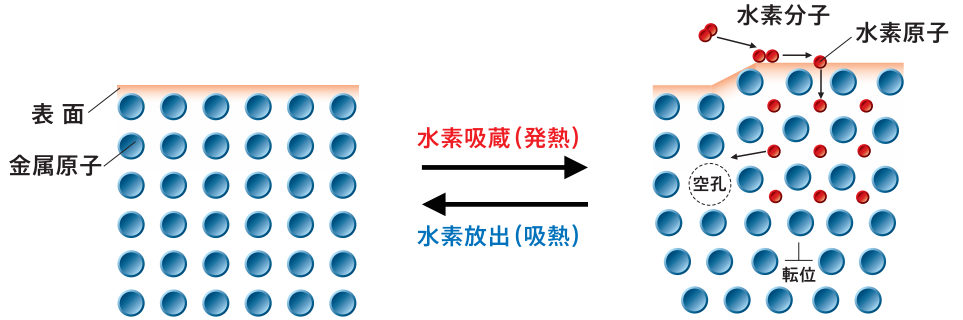 表面
金属原子
水素吸蔵(発熱)
水素放出(吸熱)
水素分子
水素原子
空孔
転位